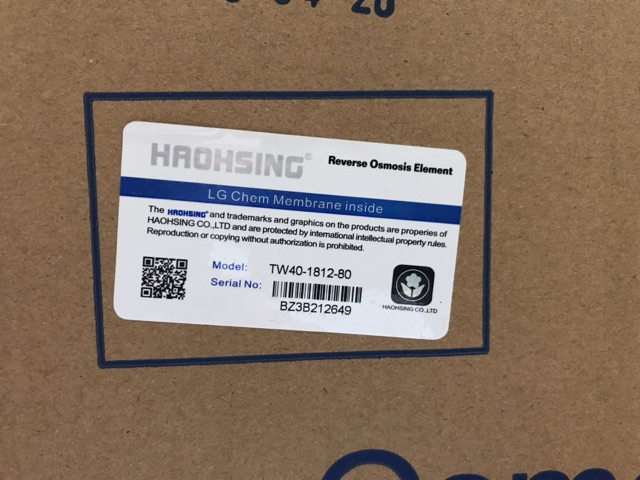 HAOHSING® Reverse Osmosis Element
LG Chem Membrane inside
The HAOHSING® and trademarks and graphics on the products are properies of
HAOHSING CO.,LTD and are protected by international intellectual property rules.
Reproduction or copying without authorization is prohibited.
Model: TW40-1812-80
Serial No:
BZ3B212649
HAOHSING CO.,LTD